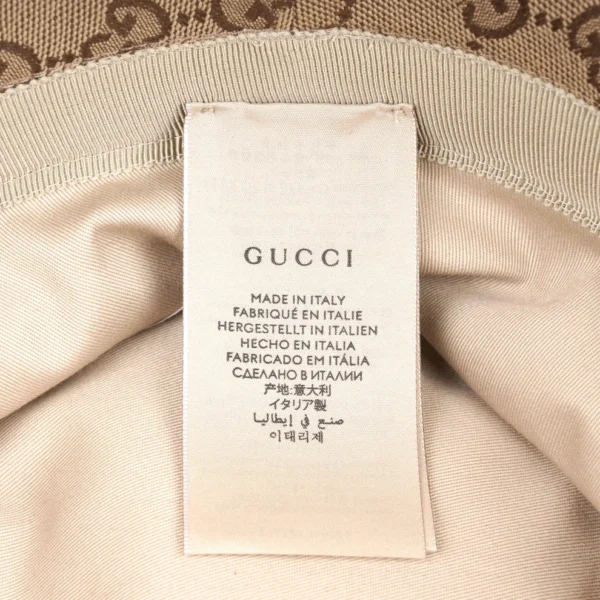 GUCCI
MADE IN ITALY
FABRIQUÉ EN ITALIE
HERGESTELLT IN ITALIEN
HECHO EN ITALIA
FABRICADO EM ITÁLIA
СДЕЛАНО В ИТАЛИИ
产地:意大利
イタリア製
صنع في إيطاليا
이태리제